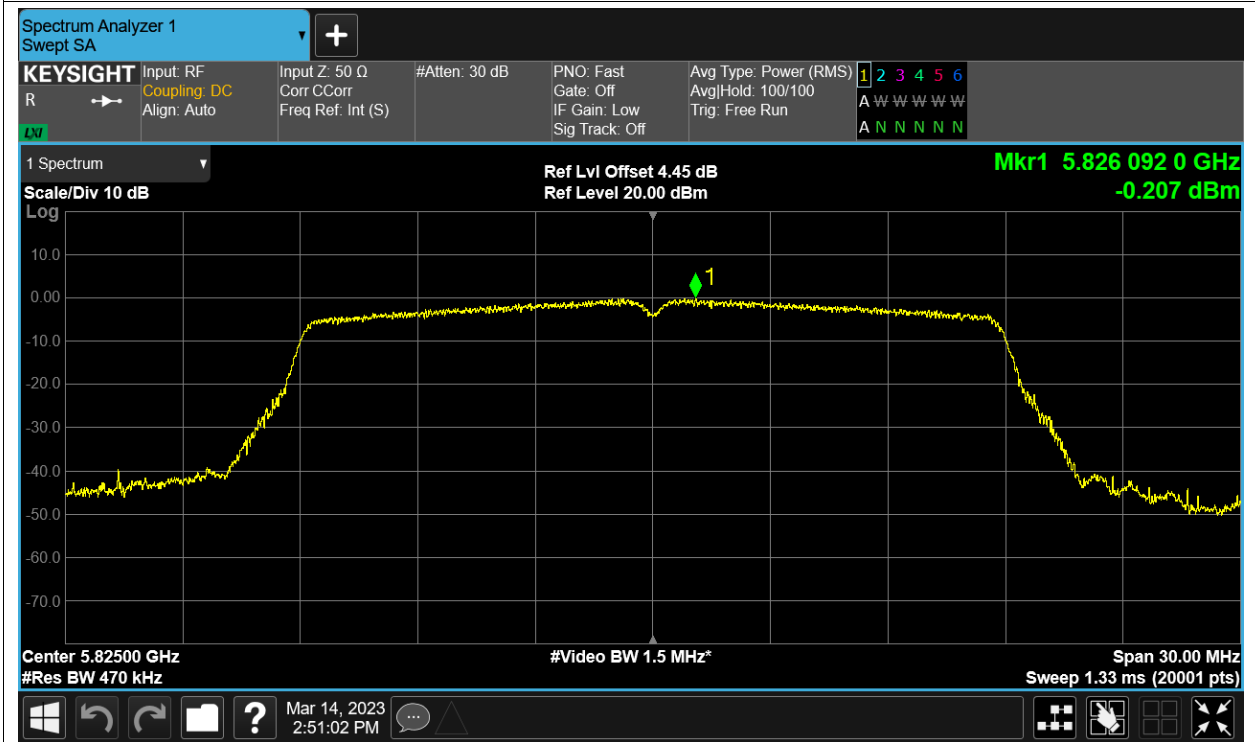 Spectrum Analyzer 1
Swept SA
+
KEYSIGHT
R
LXI
Input: RF
Coupling: DC
Align: Auto
Input Z: 50 Ω
Corr CCorr
Freq Ref: Int (S)
#Atten: 30 dB
PNO: Fast
Gate: Off
IF Gain: Low
Sig Track: Off
Avg Type: Power (RMS)
Avg|Hold: 100/100
Trig: Free Run
1 2 3 4 5 6
A W W W W W
A N N N N N
1 Spectrum
Scale/Div 10 dB
Log
Ref Lvl Offset 4.45 dB
Ref Level 20.00 dBm
Mkr1 5.826 092 0 GHz
-0.207 dBm
10.0
0.00
-10.0
-20.0
-30.0
-40.0
-50.0
-60.0
-70.0
1
Center 5.82500 GHz
#Res BW 470 kHz
#Video BW 1.5 MHz*
Span 30.00 MHz
Sweep 1.33 ms (20001 pts)
?
Mar 14, 2023
2:51:02 PM